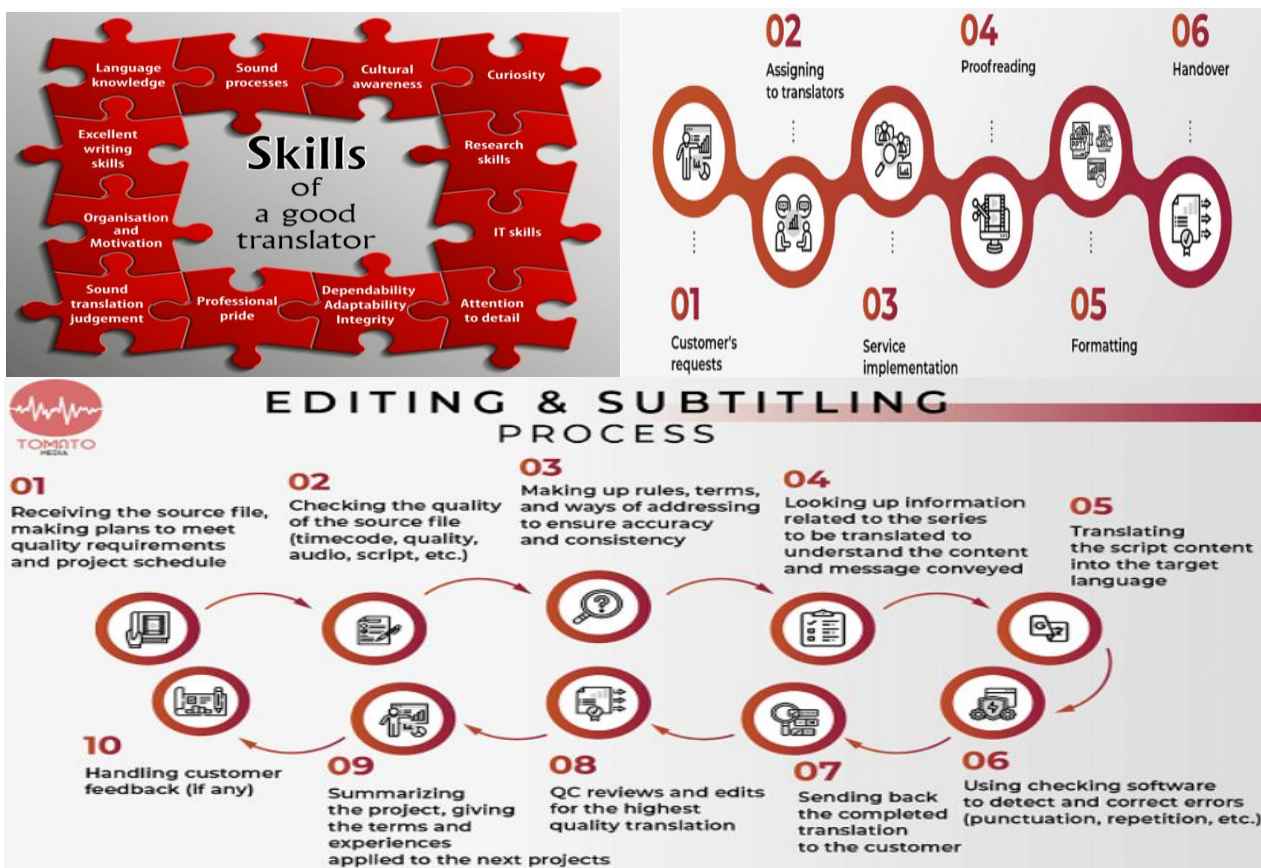 Language
knowledge
Sound
processes
Cultural
awareness
Curiosity
Excellent
writing
skills
Research
skills
Organisation
and
Motivation
IT skills
Sound
translation
judgement
Professional
pride
Dependability
Adaptability
Integrity
Attention
to detail
Skills
of
a good
translator
02
Assigning
to translators
04
Proofreading
06
Handover
01
Customer's
requests
03
Service
implementation
05
Formatting
TOMATO
MEDIA
EDITING & SUBTITLING
PROCESS
01
Receiving the source file,
making plans to meet
quality requirements
and project schedule
02
Checking the quality
of the source file
(timecode, quality,
audio, script, etc.)
03
Making up rules, terms,
and ways of addressing
to ensure accuracy
and consistency
04
Looking up information
related to the series
to be translated to
understand the content
and message conveyed
05
Translating
the script content
into the target
language
06
Using checking software
to detect and correct errors
(punctuation, repetition, etc.)
07
Sending back
the completed
translation
to the customer
08
QC reviews and edits
for the highest
quality translation
09
Summarizing
the project, giving
the terms and
experiences
applied to the next projects
10
Handling customer
feedback (if any)